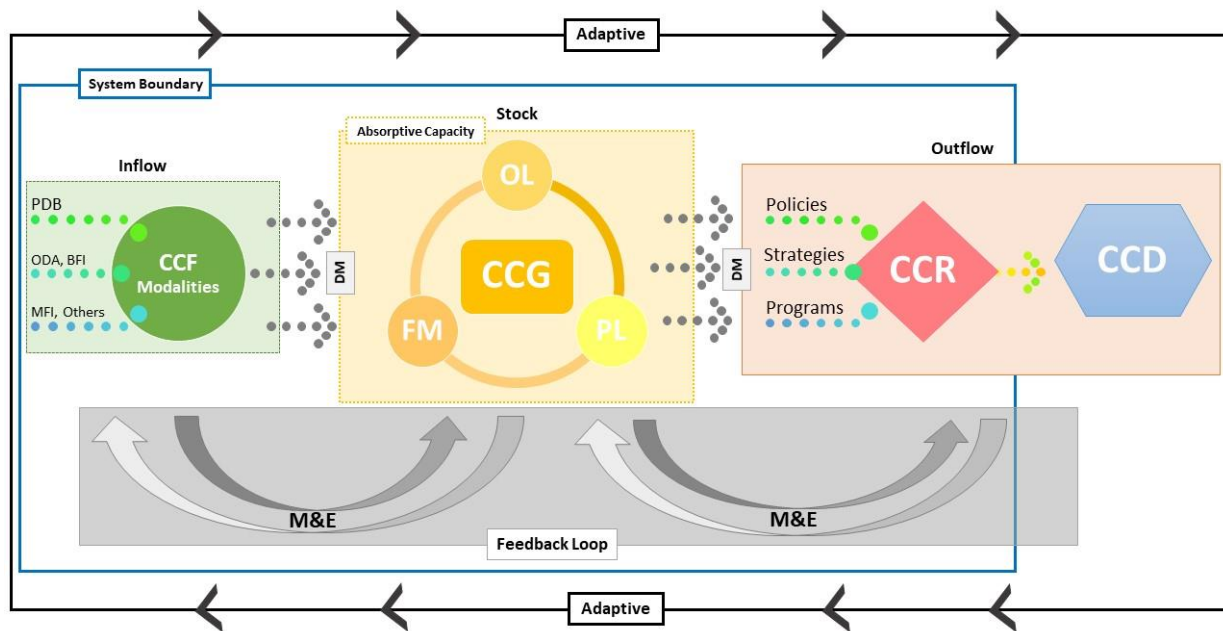 Adaptive
System Boundary
Stock
Absorptive Capacity
Inflow
Outflow
PDB
ODA, BFI
MFI, Others
CCF
Modalities
DM
OL
CCG
FM
PL
DM
Policies
Strategies
Programs
CCR
CCD
M&E
M&E
Feedback Loop
Adaptive